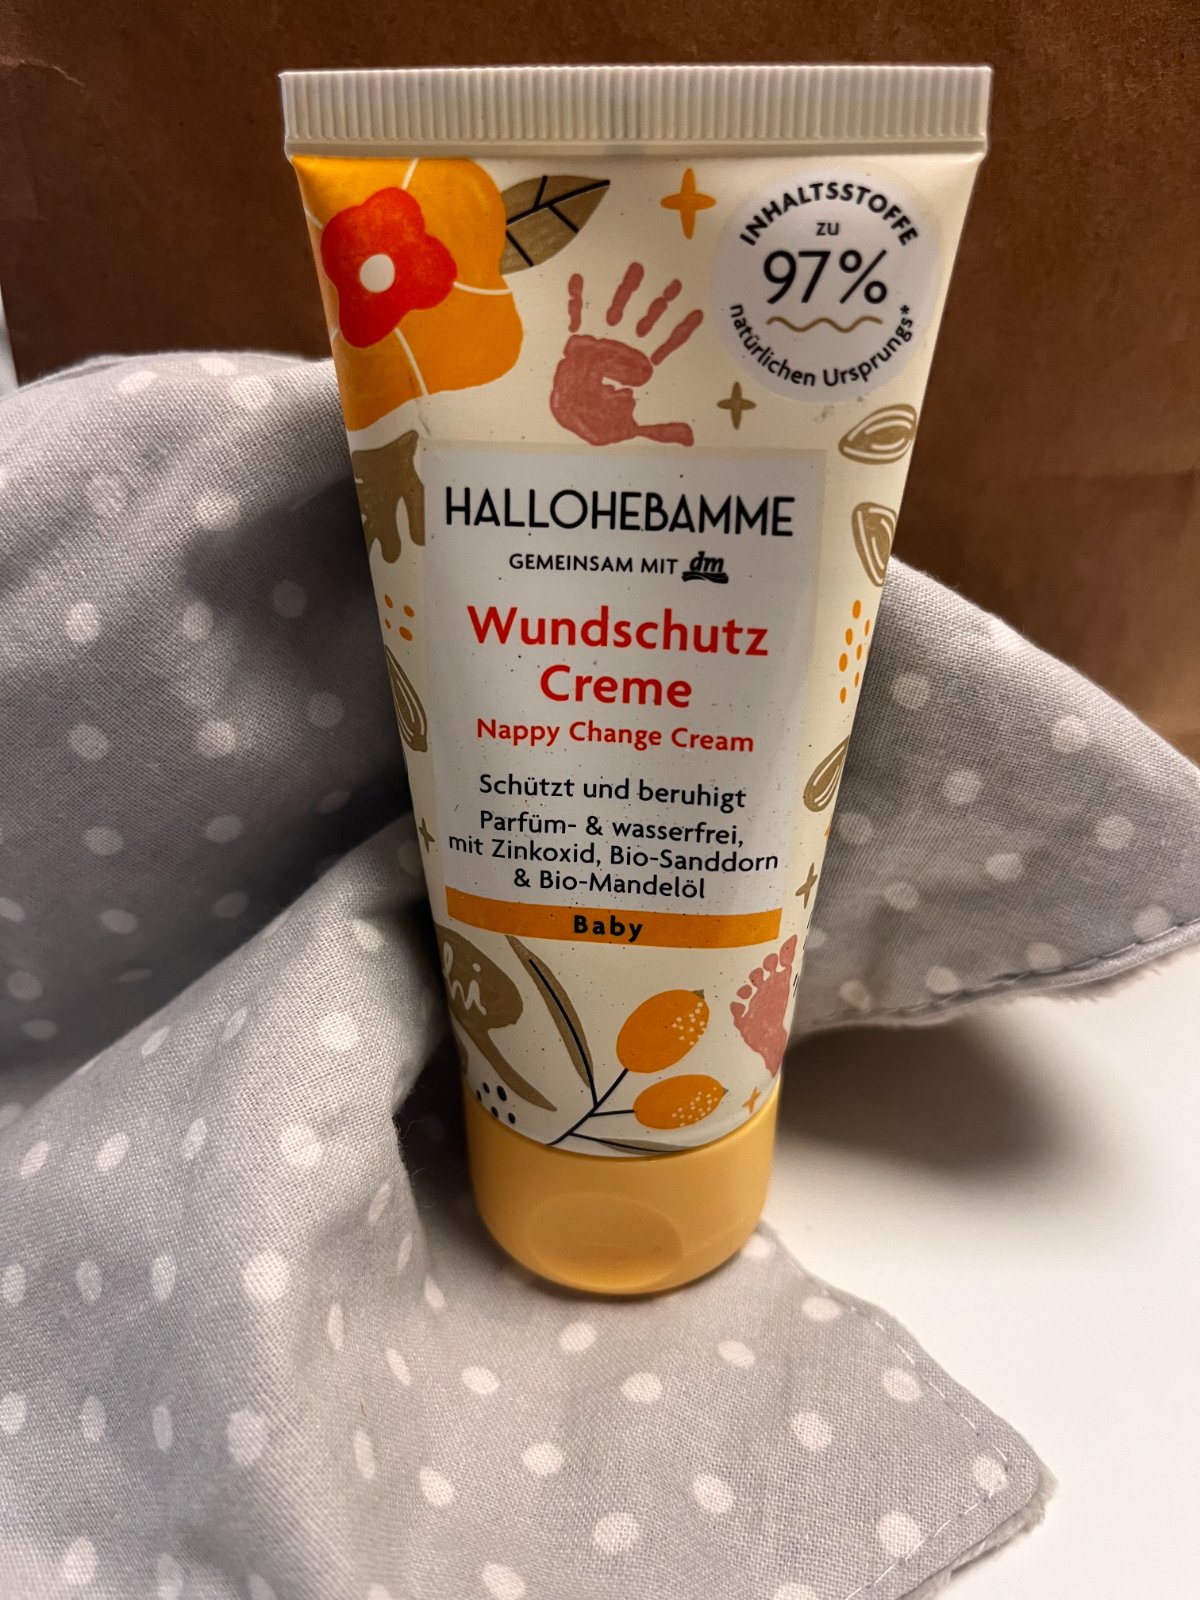 INHALTSSTOFFE
zu
97%
natürlichen Ursprungs*
HALLOHEBAMME
GEMEINSAM MIT dm
Wundschutz
Creme
Nappy Change Cream
Schützt und beruhigt
Parfüm- & wasserfrei,
mit Zinkoxid, Bio-Sanddorn
& Bio-Mandelöl
Baby
hi